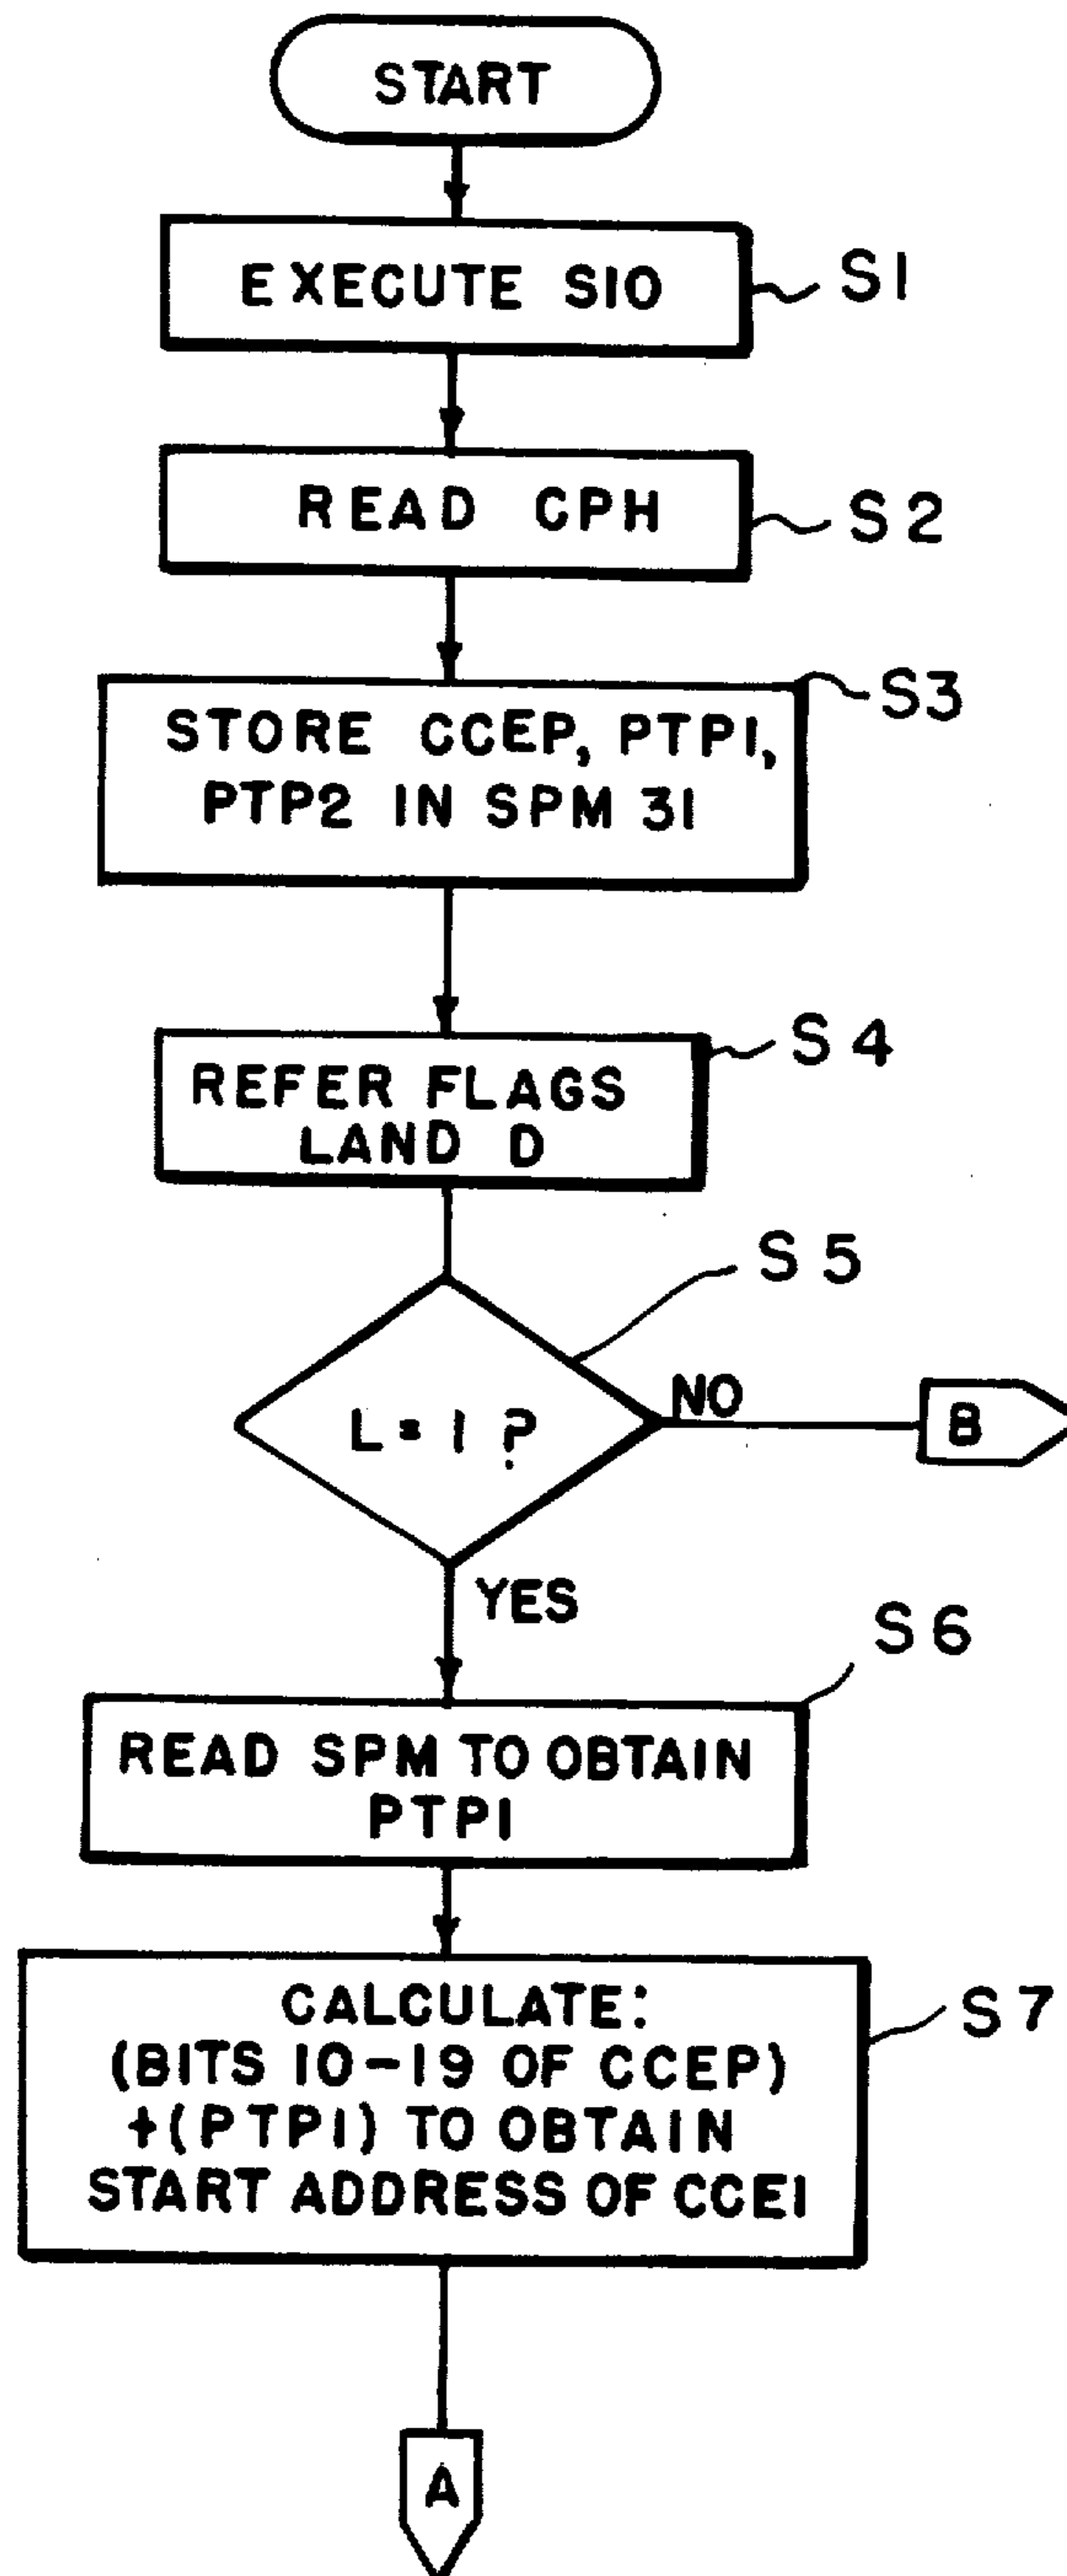 START
EXECUTE SIO
S1
READ CPH
S2
STORE CCEP, PTP1,
PTP2 IN SPM 31
S3
REFER FLAGS
LAND D
S4
L = 1 ?
S5
NO
B
YES
READ SPM TO OBTAIN
PTP1
S6
CALCULATE:
(BITS 10-19 OF CCEP)
+(PTP1) TO OBTAIN
START ADDRESS OF CCE1
S7
A